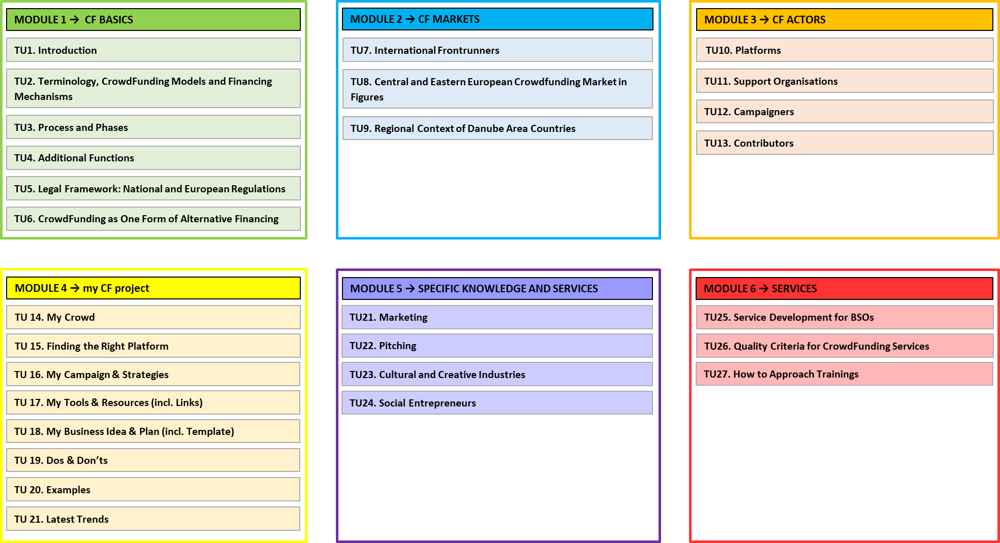 MODULE 1 → CF BASICS
TU1. Introduction
TU2. Terminology, CrowdFunding Models and Financing
Mechanisms
TU3. Process and Phases
TU4. Additional Functions
TU5. Legal Framework: National and European Regulations
TU6. CrowdFunding as One Form of Alternative Financing
MODULE 2 → CF MARKETS
TU7. International Frontrunners
TU8. Central and Eastern European Crowdfunding Market in
Figures
TU9. Regional Context of Danube Area Countries
MODULE 3 → CF ACTORS
TU10. Platforms
TU11. Support Organisations
TU12. Campaigners
TU13. Contributors
MODULE 4 → my CF project
TU 14. My Crowd
TU 15. Finding the Right Platform
TU 16. My Campaign & Strategies
TU 17. My Tools & Resources (incl. Links)
TU 18. My Business Idea & Plan (incl. Template)
TU 19. Dos & Don’ts
TU 20. Examples
TU 21. Latest Trends
MODULE 5 → SPECIFIC KNOWLEDGE AND SERVICES
TU21. Marketing
TU22. Pitching
TU23. Cultural and Creative Industries
TU24. Social Entrepreneurs
MODULE 6 → SERVICES
TU25. Service Development for BSOs
TU26. Quality Criteria for CrowdFunding Services
TU27. How to Approach Trainings